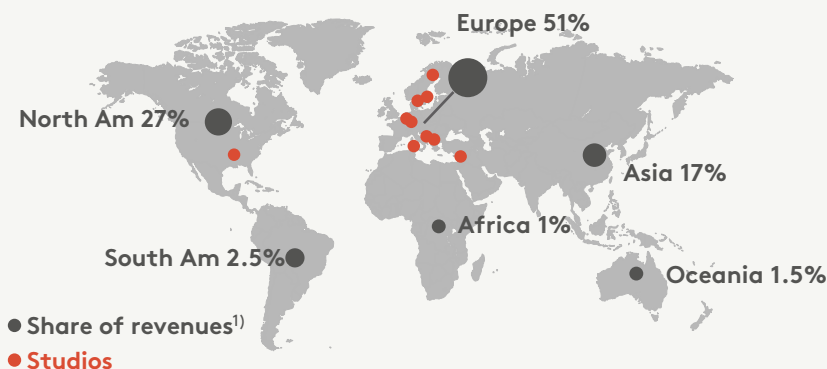 Europe 51%
North Am 27%
Asia 17%
Africa 1%
South Am 2.5%
Oceania 1.5%
Share of revenues1)
Studios